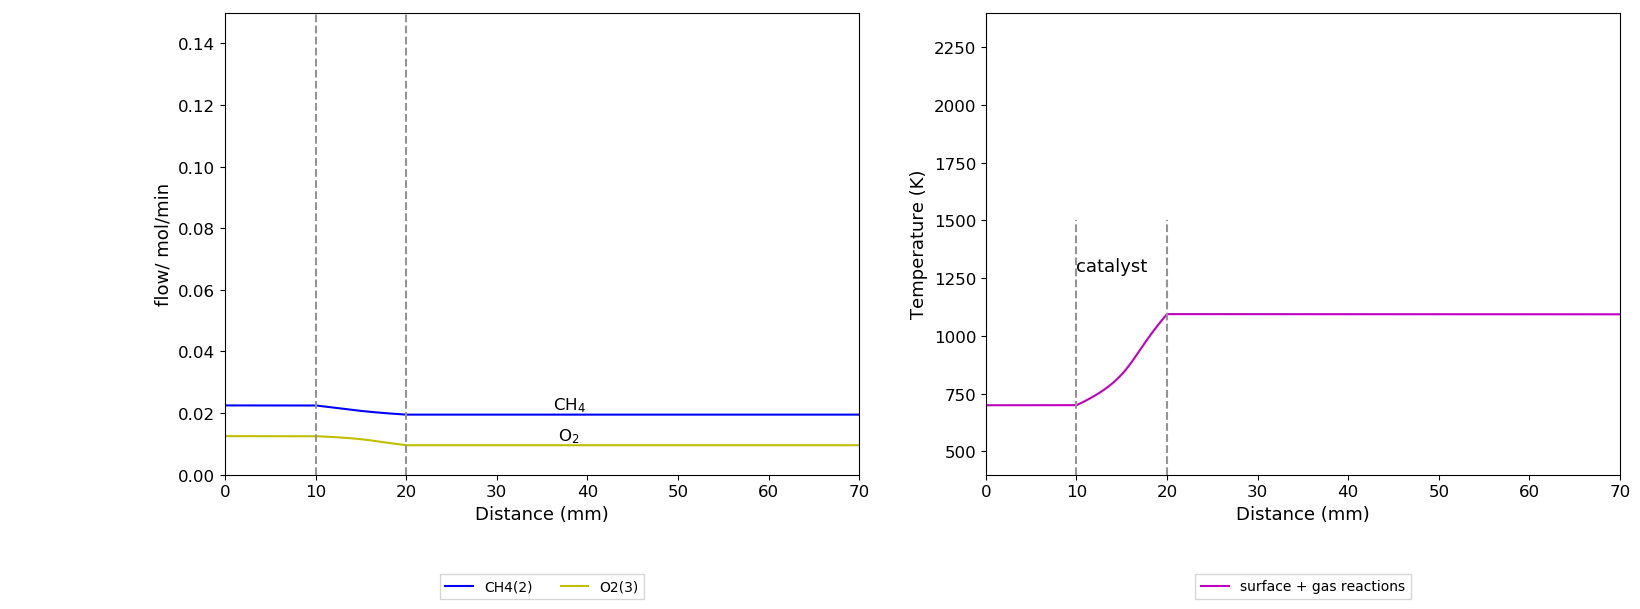 0.14
0.12
0.10
0.08
0.06
0.04
0.02
0.00
flow/ mol/min
CH4
O2
0 10 20 30 40 50 60 70
Distance (mm)
CH4(2) O2(3)
2250
2000
1750
1500
1250
1000
750
500
Temperature (K)
catalyst
0 10 20 30 40 50 60 70
Distance (mm)
surface + gas reactions